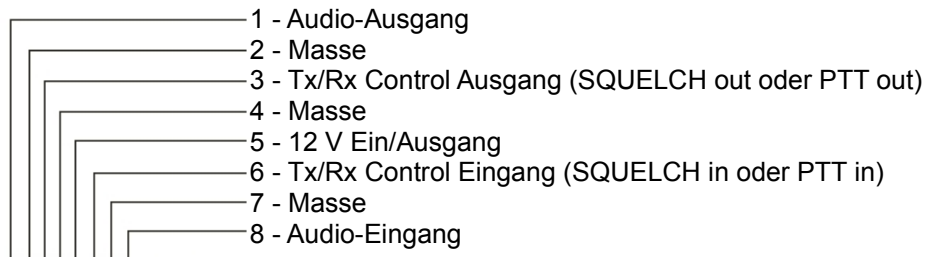 1 - Audio-Ausgang
2 - Masse
3 - Tx/Rx Control Ausgang (SQUELCH out oder PTT out)
4 - Masse
5 - 12 V Ein/Ausgang
6 - Tx/Rx Control Eingang (SQUELCH in oder PTT in)
7 - Masse
8 - Audio-Eingang